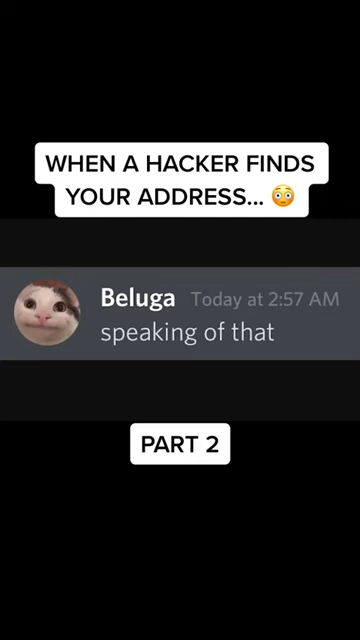 WHEN A HACKER FINDS
YOUR ADDRESS... 😳
Beluga Today at 2:57 AM
speaking of that
PART 2